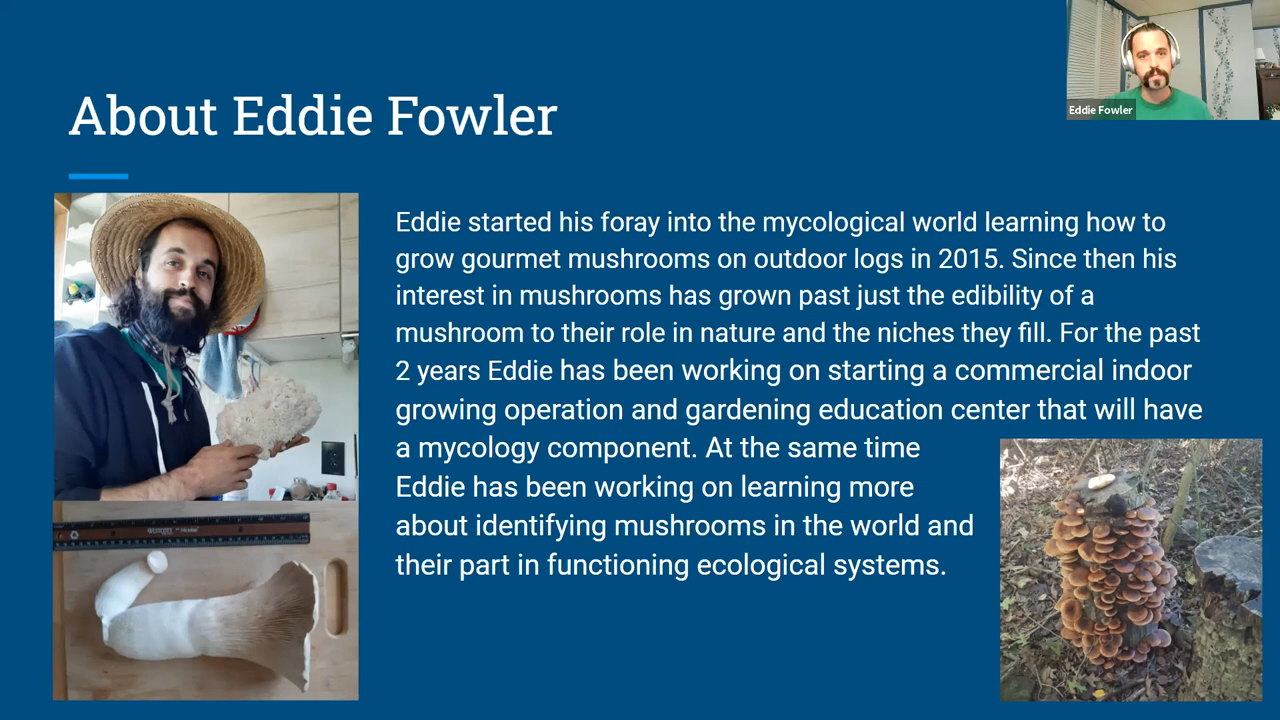 About Eddie Fowler
Eddie Fowler
Eddie started his foray into the mycological world learning how to
grow gourmet mushrooms on outdoor logs in 2015. Since then his
interest in mushrooms has grown past just the edibility of a
mushroom to their role in nature and the niches they fill. For the past
2 years Eddie has been working on starting a commercial indoor
growing operation and gardening education center that will have
a mycology component. At the same time
Eddie has been working on learning more
about identifying mushrooms in the world and
their part in functioning ecological systems.